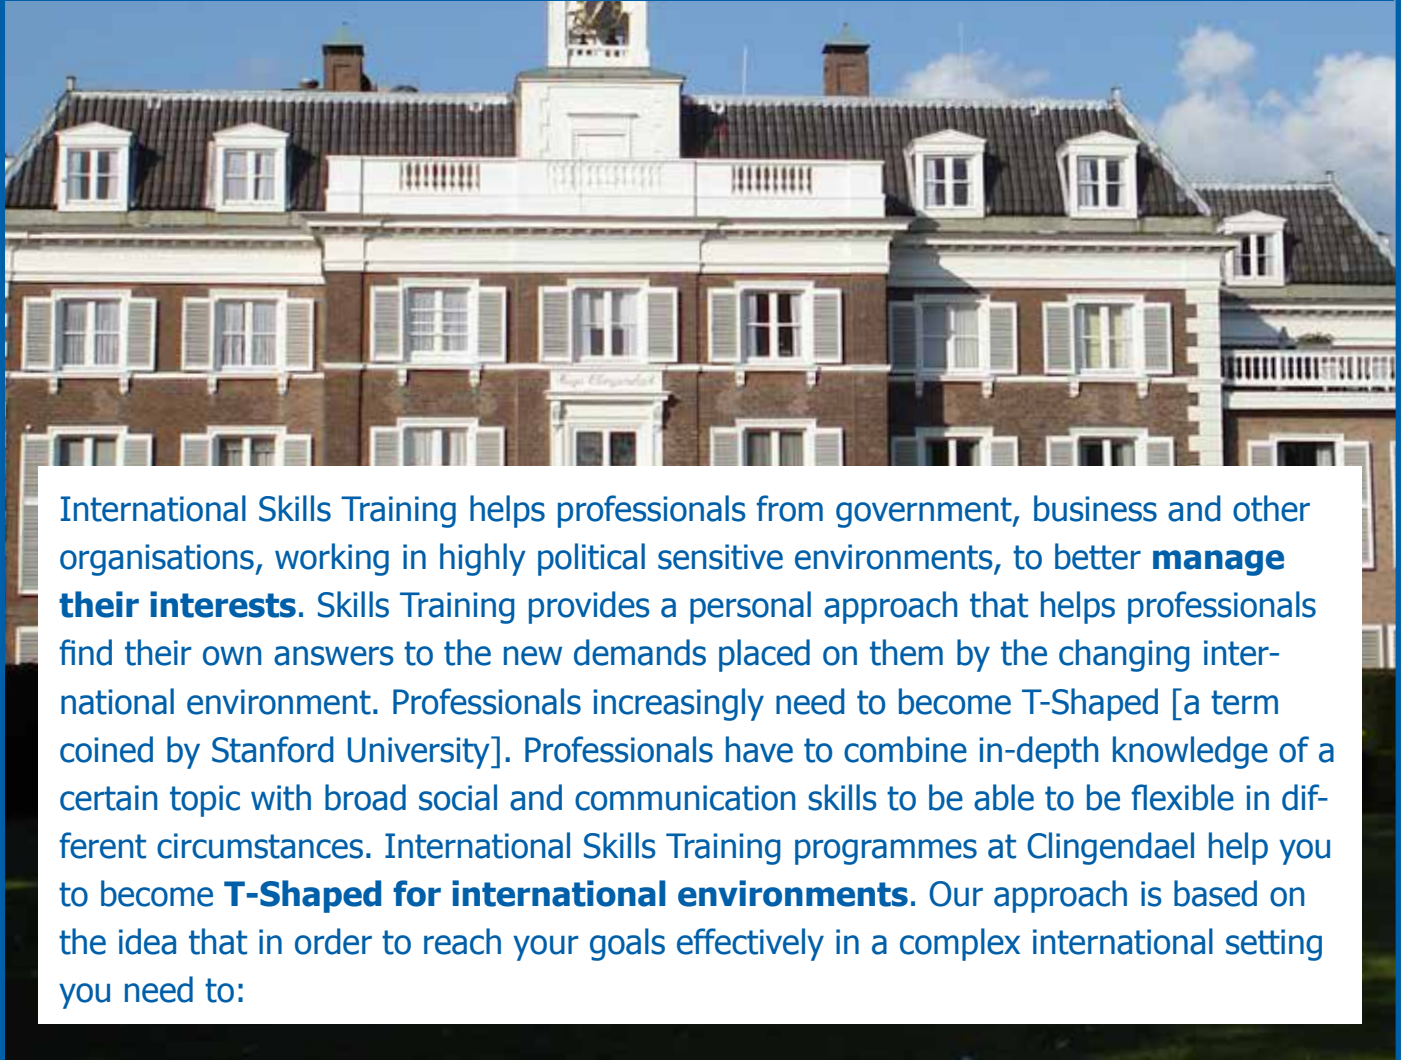 Huys Clingendael
International Skills Training helps professionals from government, business and other
organisations, working in highly political sensitive environments, to better manage
their interests. Skills Training provides a personal approach that helps professionals
find their own answers to the new demands placed on them by the changing inter-
national environment. Professionals increasingly need to become T-Shaped [a term
coined by Stanford University]. Professionals have to combine in-depth knowledge of a
certain topic with broad social and communication skills to be able to be flexible in dif-
ferent circumstances. International Skills Training programmes at Clingendael help you
to become T-Shaped for international environments. Our approach is based on
the idea that in order to reach your goals effectively in a complex international setting
you need to: